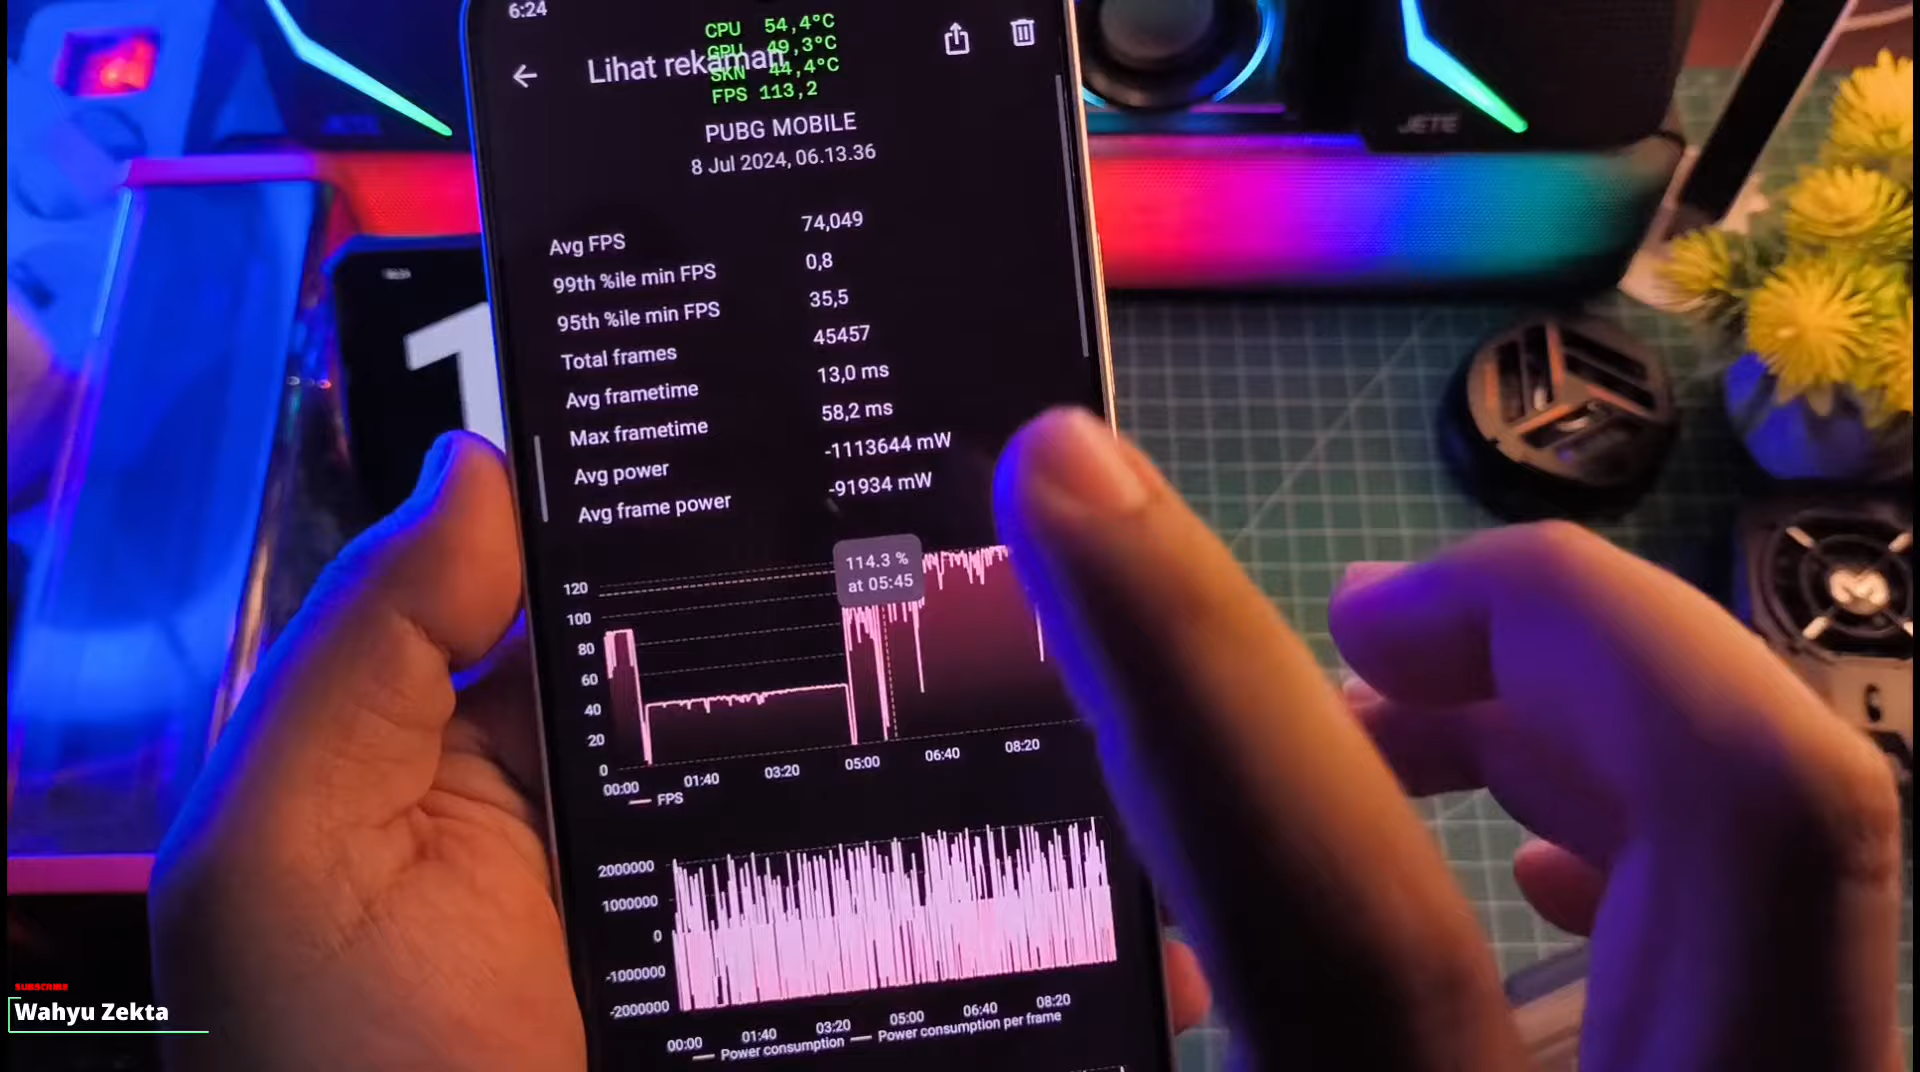 6:24
CPU 54,4°C
GPU 49,3°C
SKN 44,4°C
FPS 113,2
Lihat rekaman
PUBG MOBILE
8 Jul 2024, 06.13.36
Avg FPS 74,049
99th %ile min FPS 0,8
95th %ile min FPS 35,5
Total frames 45457
Avg frametime 13,0 ms
Max frametime 58,2 ms
Avg power -1113644 mW
Avg frame power -91934 mW
114.3 %
at 05:45
120
100
80
60
40
20
0
00:00 01:40 03:20 05:00 06:40 08:20
FPS
2000000
1000000
0
-1000000
-2000000
00:00 01:40 03:20 05:00 06:40 08:20
Power consumption Power consumption per frame
JETE
JETE
1
SUBSCRIBE
Wahyu Zekta